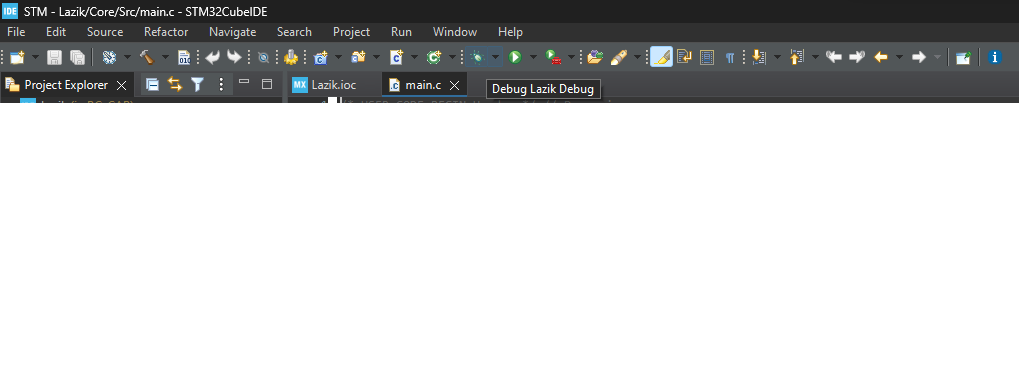 IDE STM - Lazik/Core/Src/main.c - STM32CubeIDE
File Edit Source Refactor Navigate Search Project Run Window Help
010
Project Explorer MX Lazik.ioc .c main.c
Debug Lazik Debug